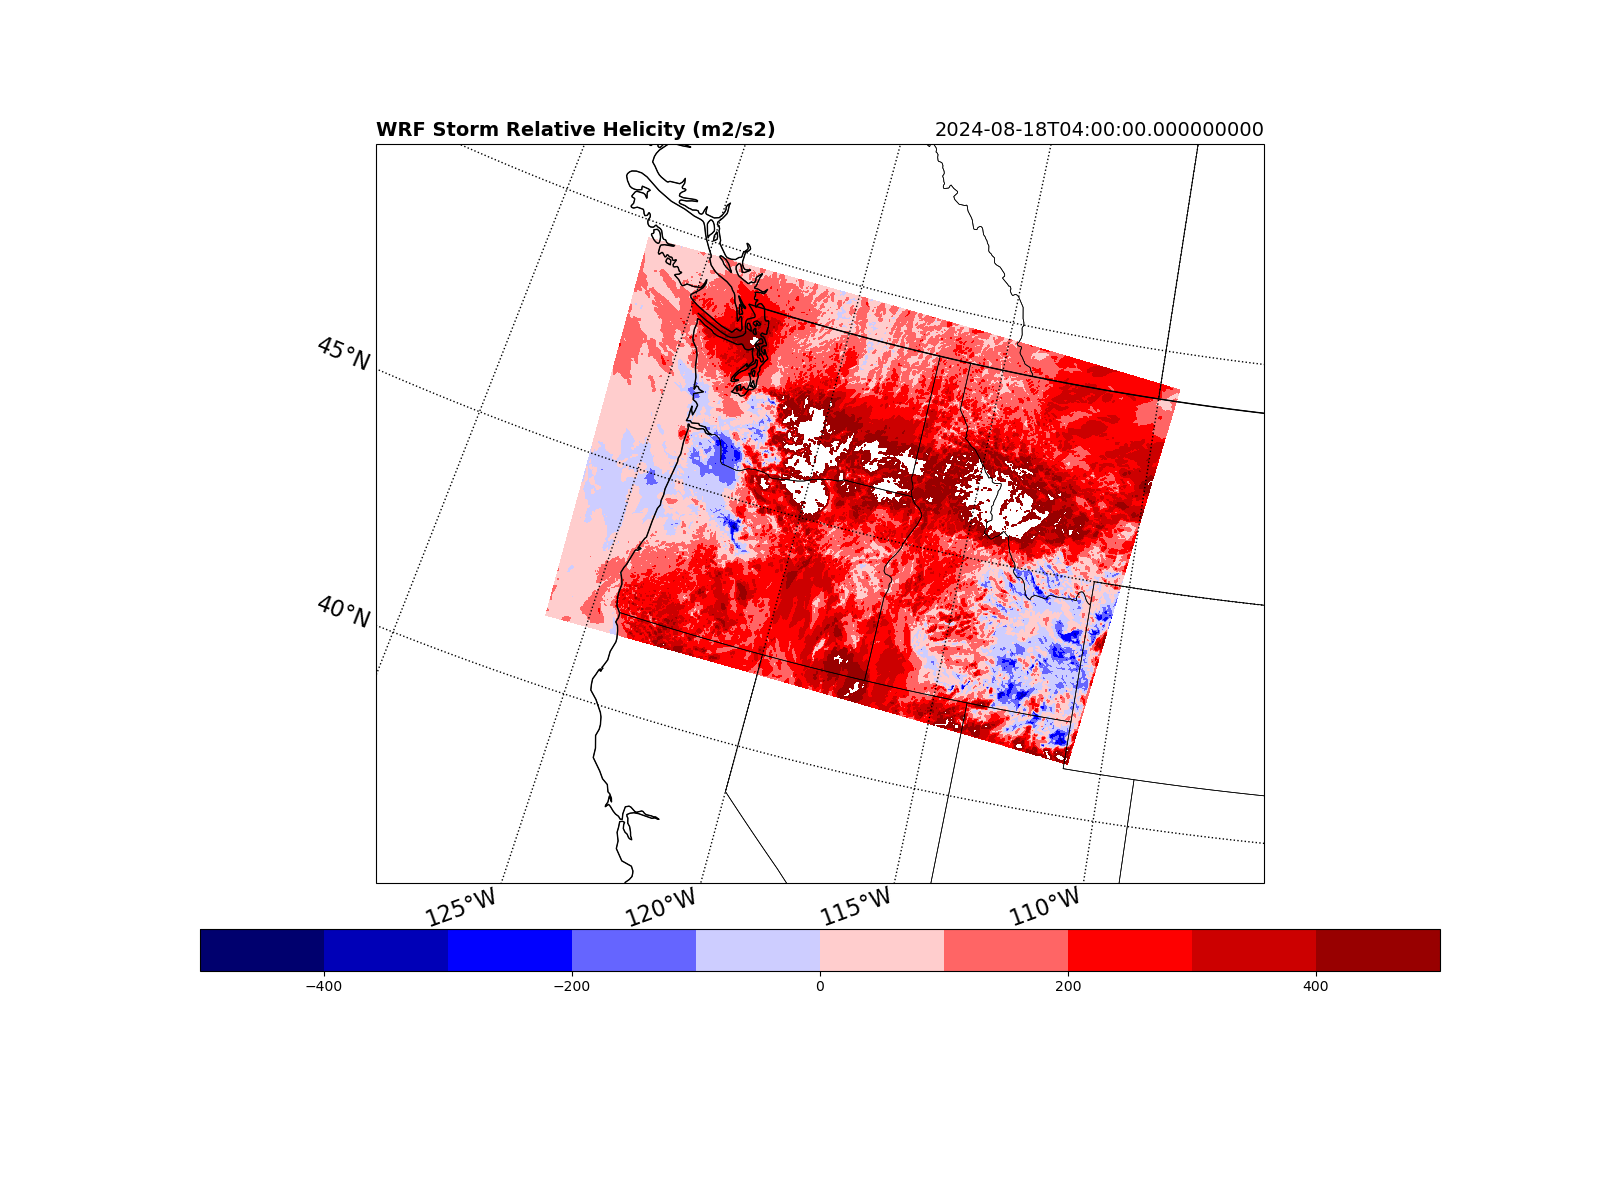 WRF Storm Relative Helicity (m2/s2)
2024-08-18T04:00:00.000000000
45°N
40°N
125°W
120°W
115°W
110°W
−400
−200
0
200
400